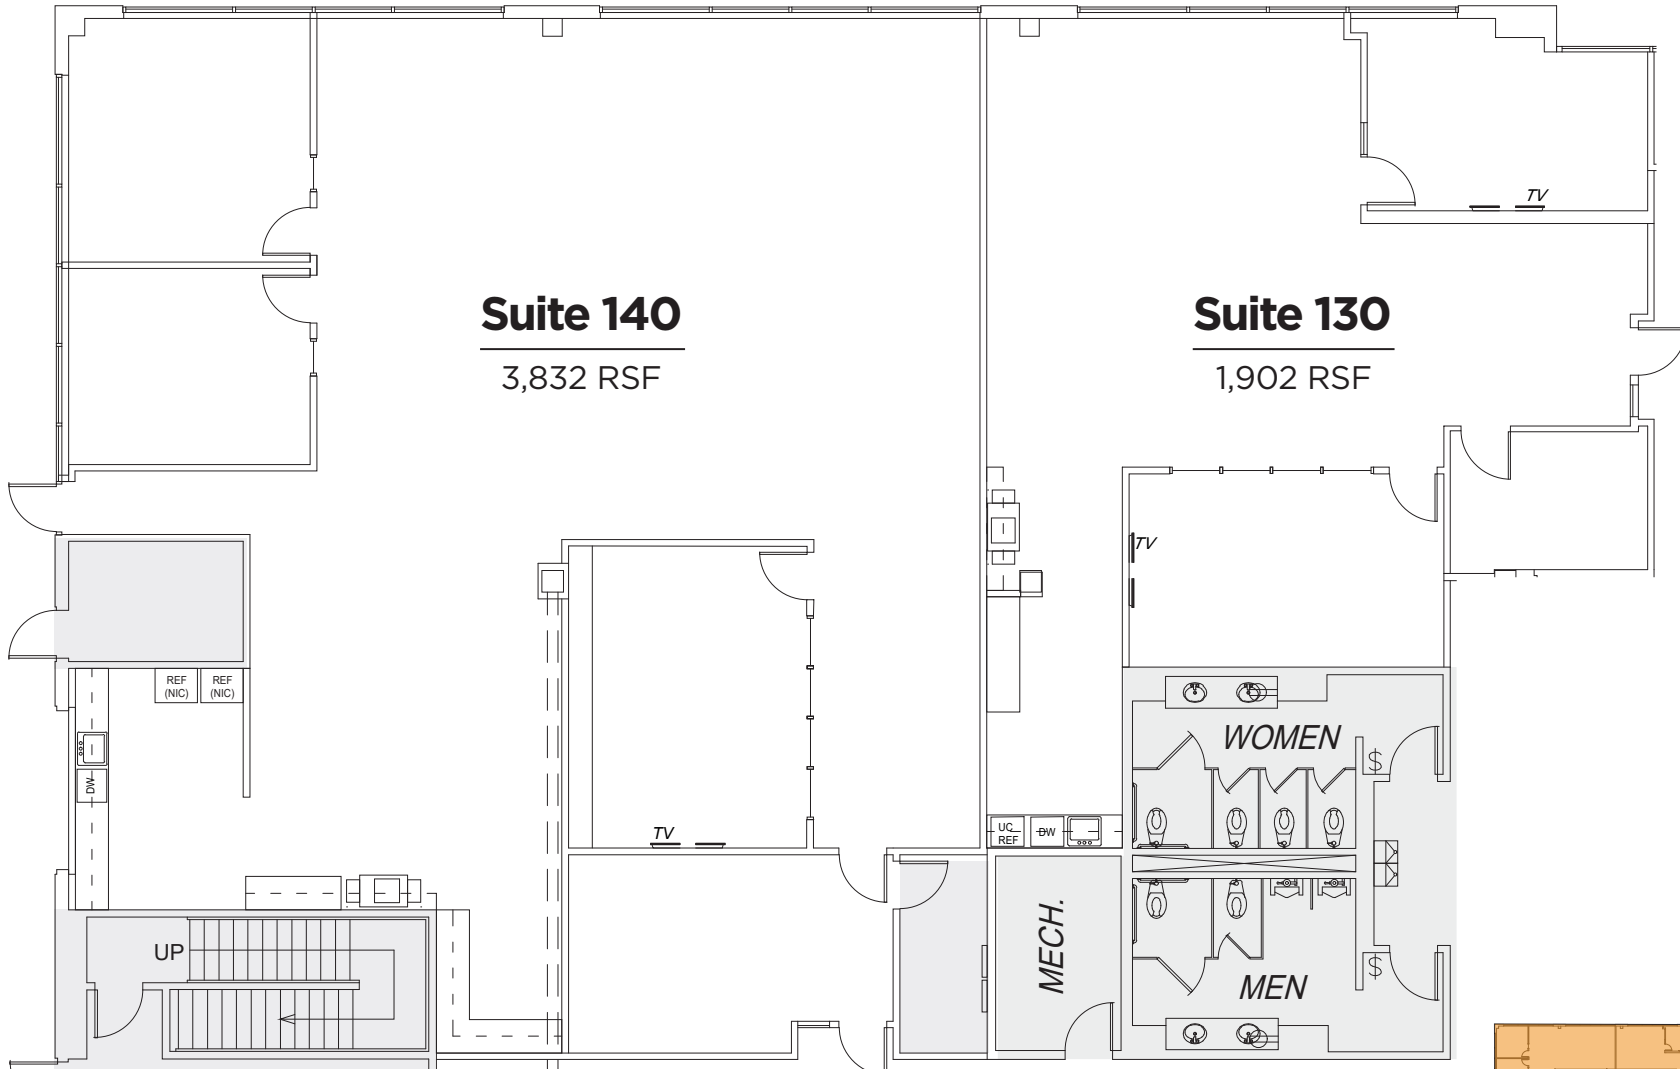 TV
Suite 140
3,832 RSF
Suite 130
1,902 RSF
TV
REF
(NIC)
REF
(NIC)
DW
TV
WOMEN
$
UC
REF
DW
UP
MECH.
$
MEN